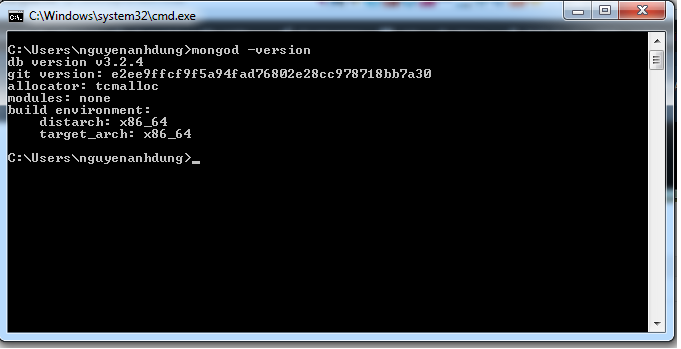 C:\Windows\system32\cmd.exe
C:\Users\nguyenanhdung>mongod -version
db version v3.2.4
git version: e2ee9ffcf9f5a94fad76802e28cc978718bb7a30
allocator: tcmalloc
modules: none
build environment:
    distarch: x86_64
    target_arch: x86_64
C:\Users\nguyenanhdung>_